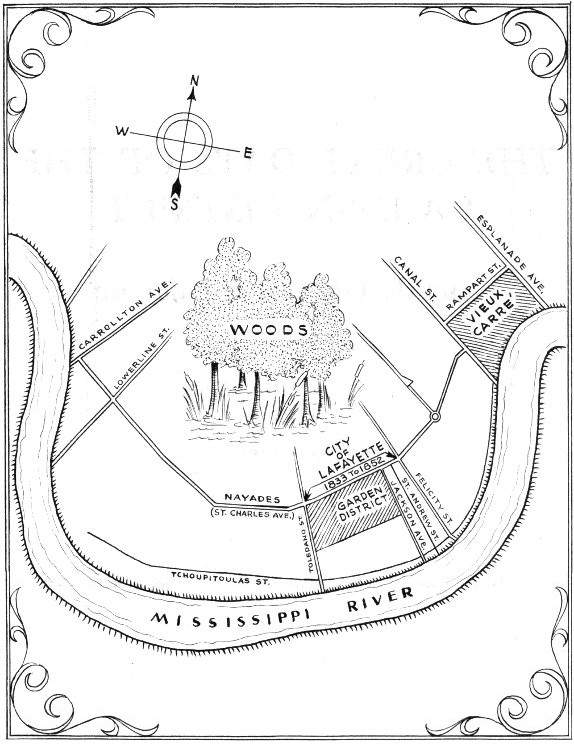 N
W
E
S
ESPLANADE AVE.
CANAL ST.
RAMPART ST.
VIEUX
CARRÉ
CARROLLTON AVE.
LOWERLINE ST.
WOODS
CITY
OF
LAFAYETTE
1833 TO 1852
NAYADES
(ST. CHARLES AVE.)
GARDEN
DISTRICT
TOLEDANO ST.
FELICITY ST.
ST. ANDREW ST.
JACKSON AVE.
TCHOUPITOULAS ST.
MISSISSIPPI RIVER